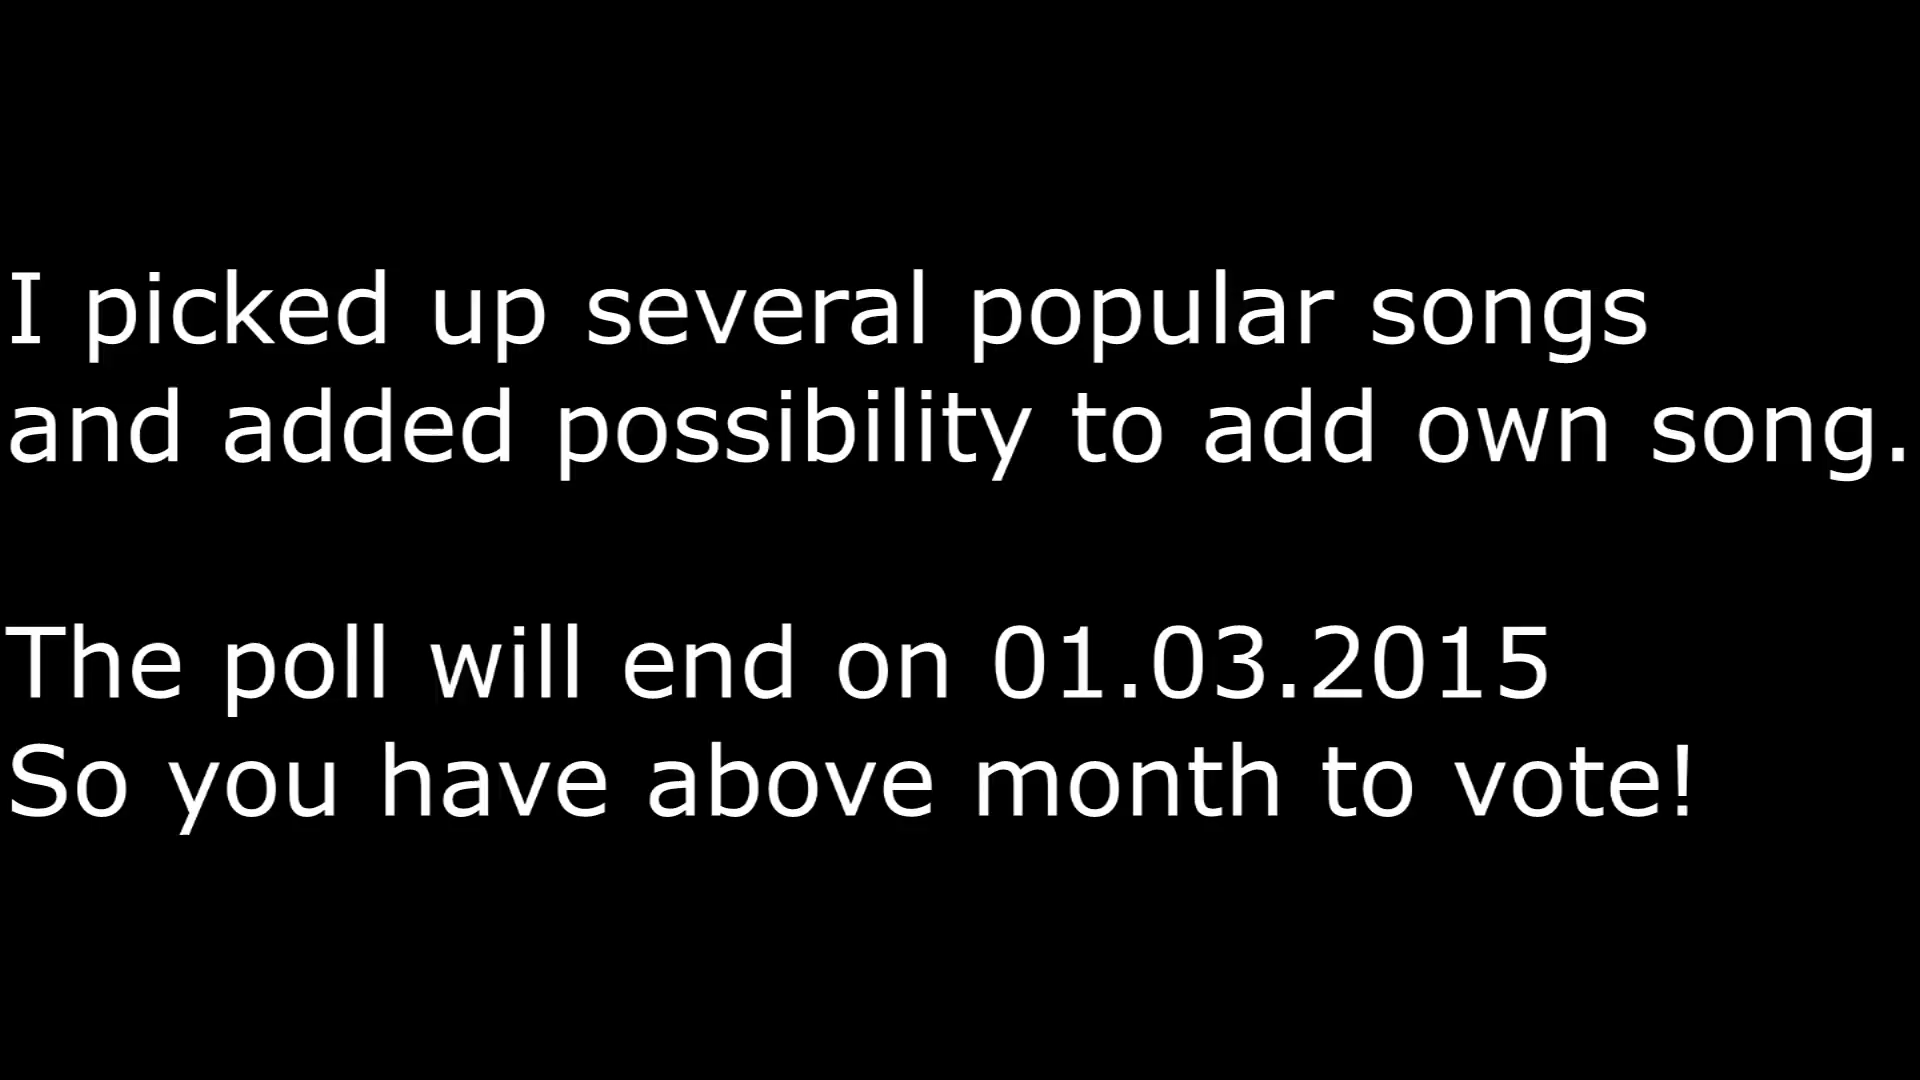 I picked up several popular songs
and added possibility to add own song.
The poll will end on 01.03.2015
So you have above month to vote!